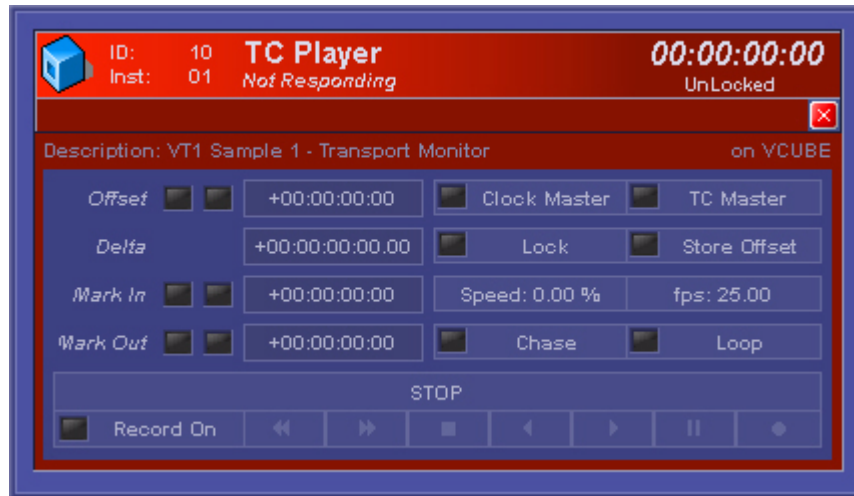 ID: 10 TC Player 00:00:00:00
Inst: 01 Not Responding UnLocked
Description: VT1 Sample 1 - Transport Monitor on VCUBE
Offset +00:00:00:00 Clock Master TC Master
Delta +00:00:00:00.00 Lock Store Offset
Mark In +00:00:00:00 Speed: 0.00 % fps: 25.00
Mark Out +00:00:00:00 Chase Loop
STOP
Record On